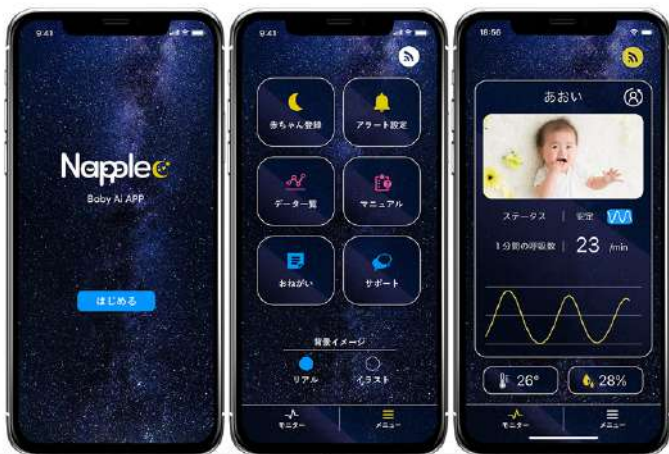 9:41
Napplee
Baby AI APP
はじめる
9:41
赤ちゃん登録
アラート設定
データ一覧
マニュアル
おねがい
サポート
背景イメージ
リアル
イラスト
モニター
メニュー
18:56
あおい
ステータス | 安定
1分間の呼吸数 | 23 /min
26°
28%
モニター
メニュー